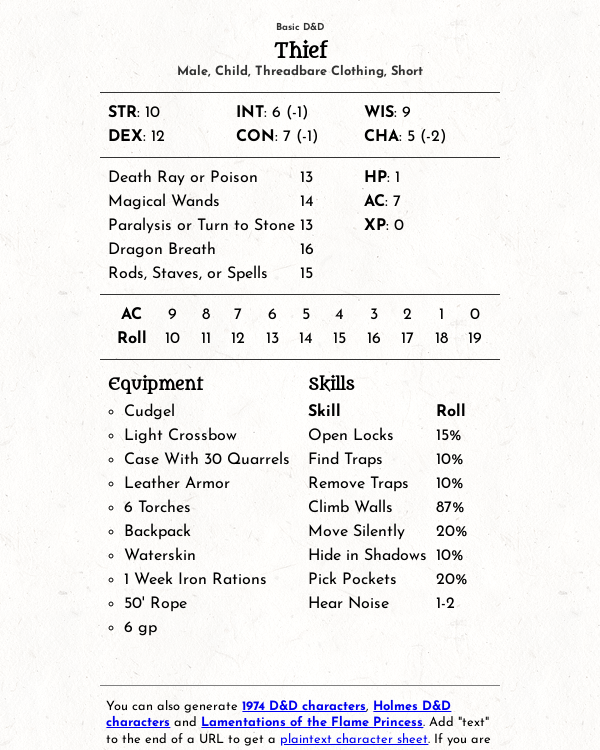 Basic D&D
Thief
Male, Child, Threadbare Clothing, Short
STR: 10 INT: 6 (-1) WIS: 9
DEX: 12 CON: 7 (-1) CHA: 5 (-2)
Death Ray or Poison 13 HP: 1
Magical Wands 14 AC: 7
Paralysis or Turn to Stone 13 XP: 0
Dragon Breath 16
Rods, Staves, or Spells 15
AC 9 8 7 6 5 4 3 2 1 0
Roll 10 11 12 13 14 15 16 17 18 19
Equipment
Cudgel
Light Crossbow
Case With 30 Quarrels
Leather Armor
6 Torches
Backpack
Waterskin
1 Week Iron Rations
50' Rope
6 gp
Skills
Skill Roll
Open Locks 15%
Find Traps 10%
Remove Traps 10%
Climb Walls 87%
Move Silently 20%
Hide in Shadows 10%
Pick Pockets 20%
Hear Noise 1-2
You can also generate 1974 D&D characters, Holmes D&D
characters and Lamentations of the Flame Princess. Add "text"
to the end of a URL to get a plaintext character sheet. If you are